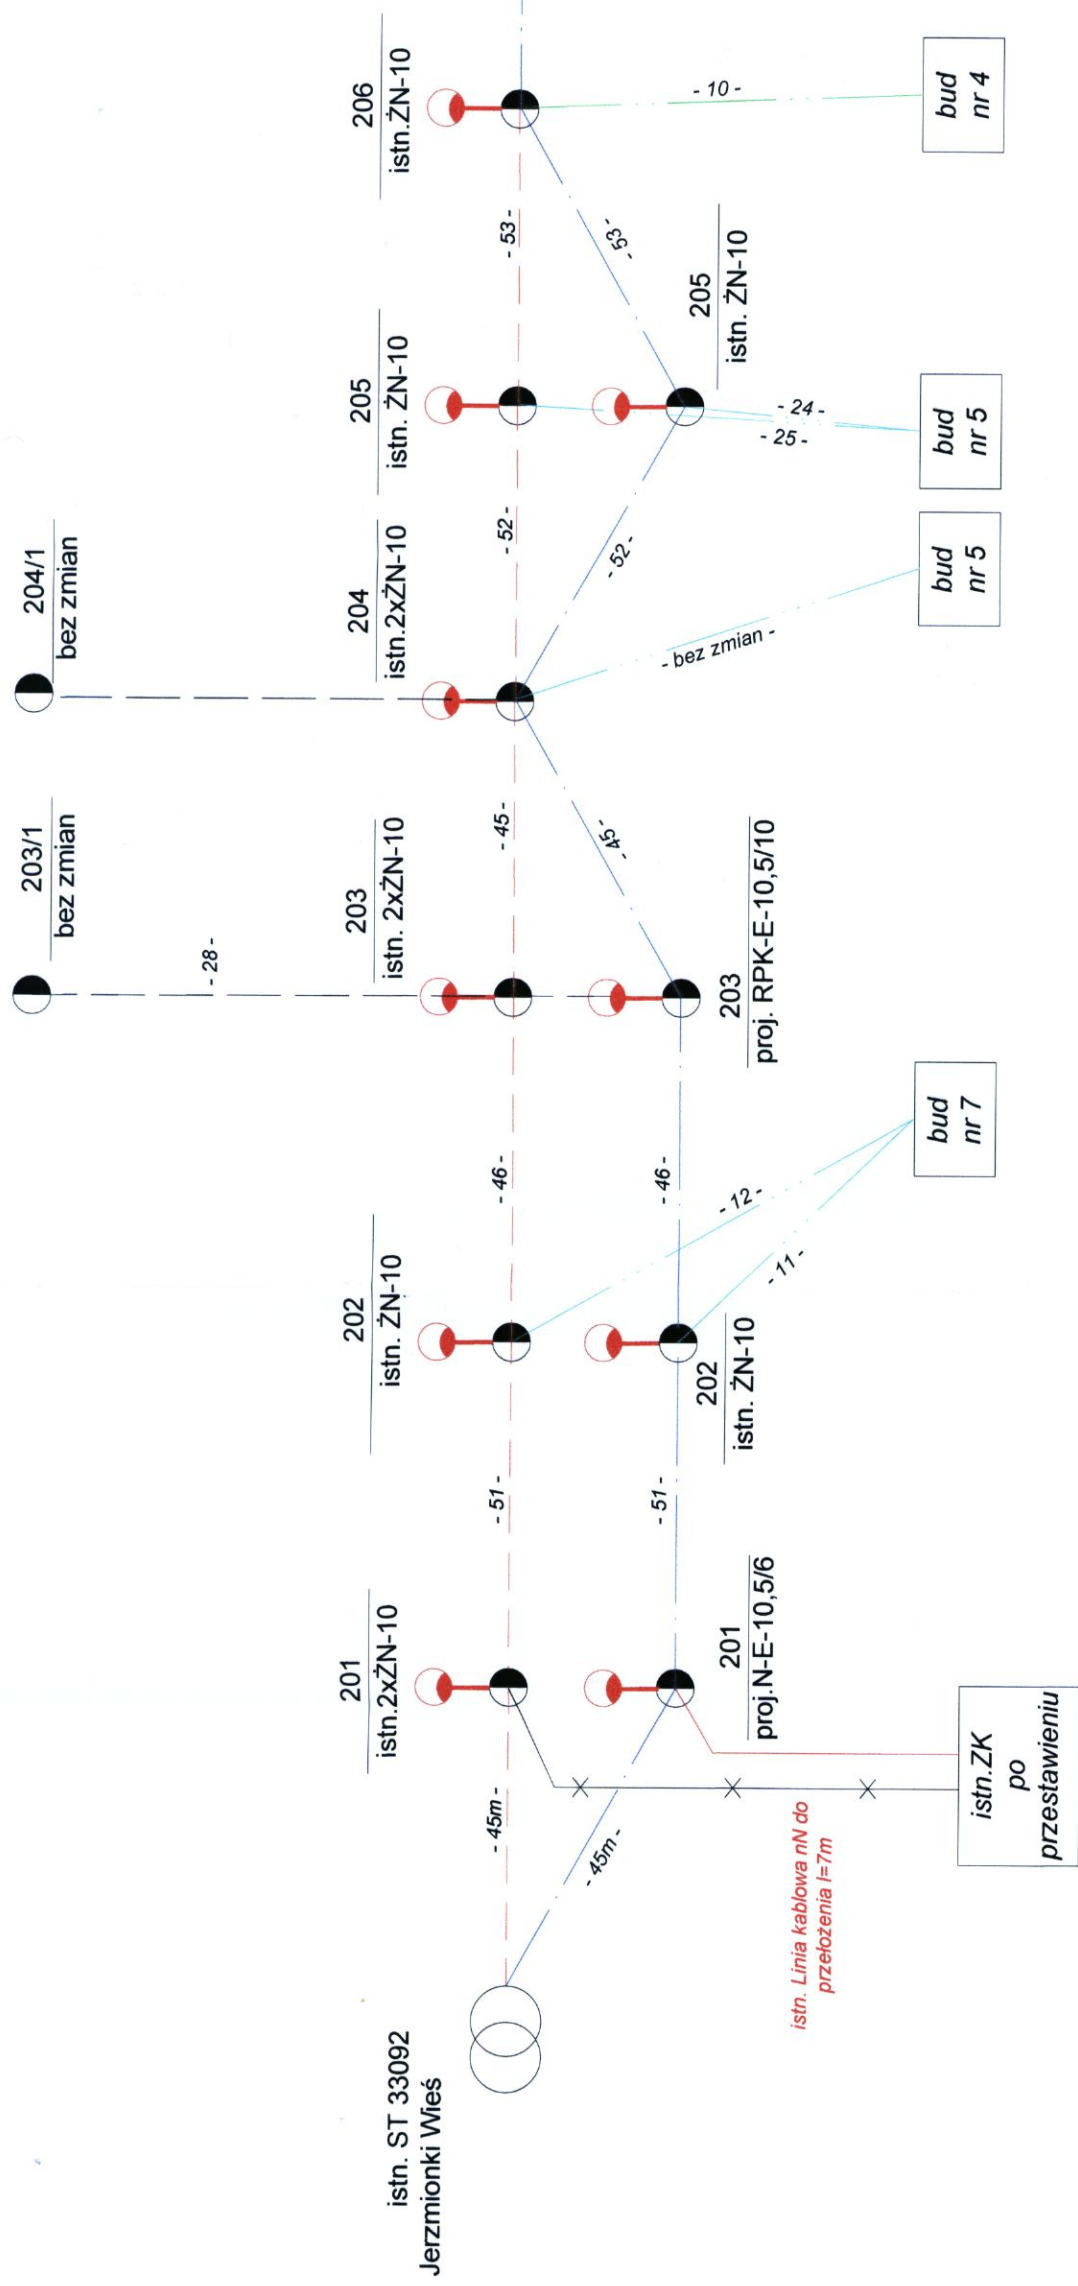 istn. ST 33092
Jerzmionki Wieś
- 45m -
- 45m -
201
istn.2xŻN-10
201
proj.N-E-10,5/6
istn. Linia kablowa nN do
przełożenia l=7m
istn.ZK
po
przestawieniu
- 51 -
- 51 -
202
istn. ŻN-10
202
istn. ŻN-10
- 12 -
- 11 -
bud
nr 7
- 46 -
- 46 -
203/1
bez zmian
- 28 -
203
istn. 2xŻN-10
203
proj. RPK-E-10,5/10
- 45 -
- 45 -
204/1
bez zmian
204
istn.2xŻN-10
- bez zmian -
bud
nr 5
- 52 -
- 52 -
205
istn. ŻN-10
205
istn. ŻN-10
- 24 -
- 25 -
bud
nr 5
- 53 -
- 53 -
206
istn.ŻN-10
- 10 -
bud
nr 4